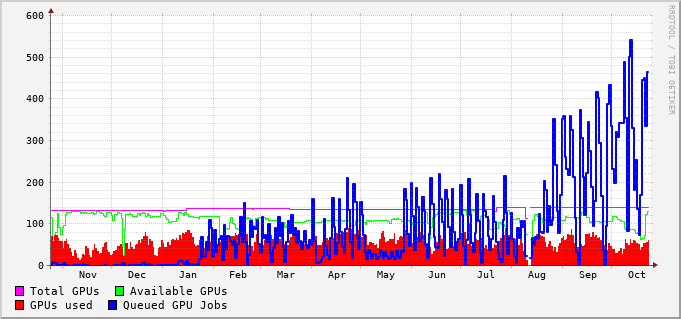 600
500
400
300
200
100
0
Nov Dec Jan Feb Mar Apr May Jun Jul Aug Sep Oct
Total GPUs Available GPUs
GPUs used Queued GPU Jobs
RRDTOOL / TOBI OETIKER